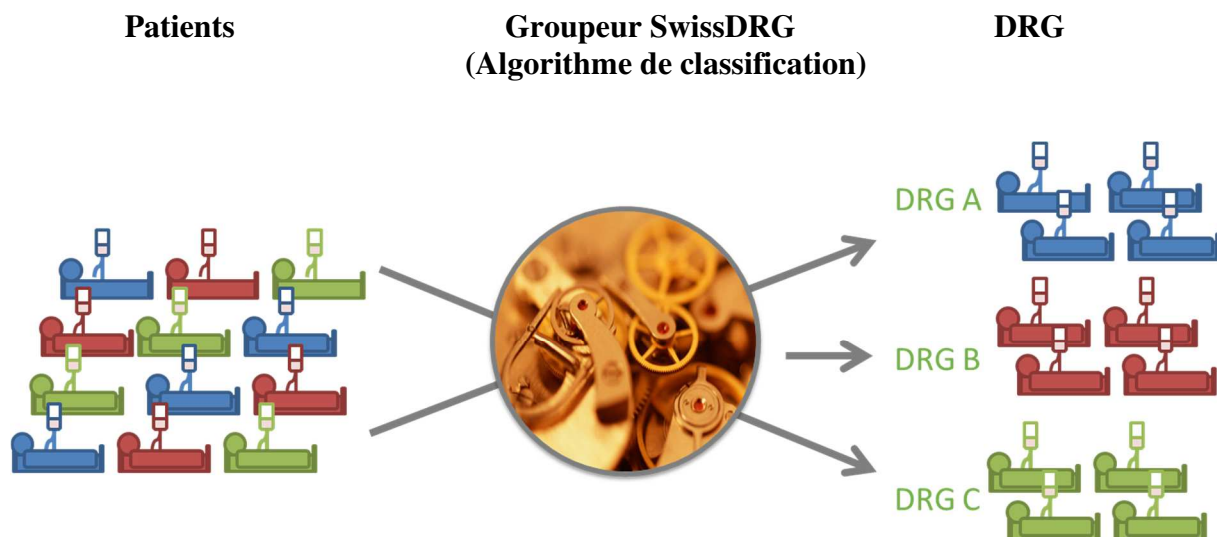 Patients
Groupeur SwissDRG
(Algorithme de classification)
DRG
DRG A
DRG B
DRG C